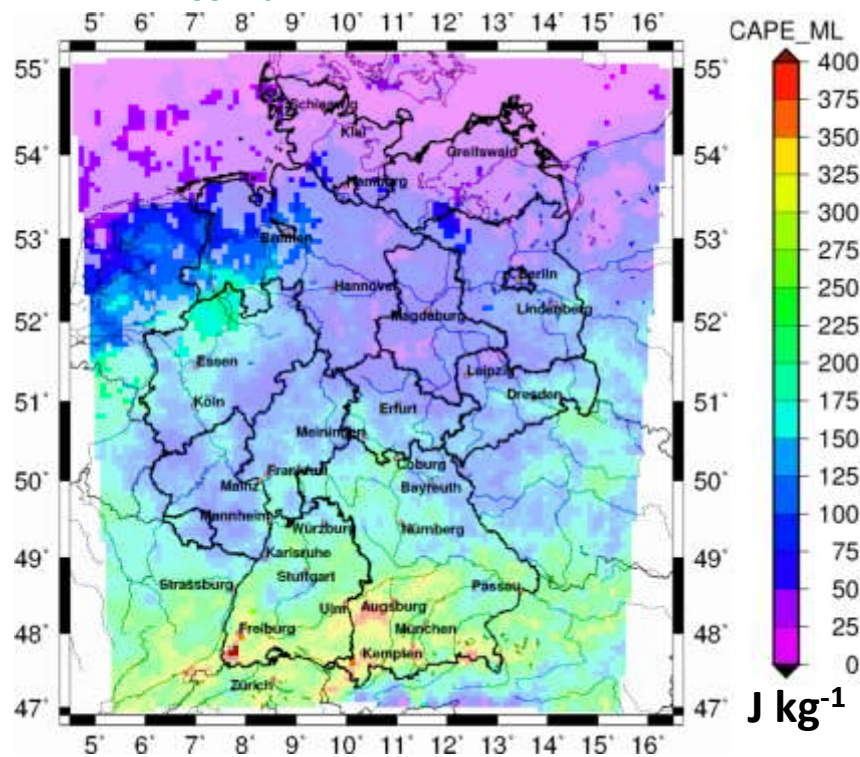 5° 6° 7° 8° 9° 10° 11° 12° 13° 14° 15° 16°
CAPE_ML
55° 55°
54° 54°
53° 53°
52° 52°
51° 51°
50° 50°
49° 49°
48° 48°
47° 47°
Schleswig
Kiel
Greifswald
Hamburg
Bremen
Berlin
Hannover
Lindenberg
Magdeburg
Essen
Leipzig
Köln
Erfurt
Dresden
Meiningen
Coburg
Frankfurt
Mainz
Bayreuth
Mannheim
Würzburg
Nürnberg
Karlsruhe
Stuttgart
Strassburg
Passau
Ulm
Augsburg
Freiburg
München
Kempten
Zürich
5° 6° 7° 8° 9° 10° 11° 12° 13° 14° 15° 16°
400
375
350
325
300
275
250
225
200
175
150
125
100
75
50
25
0
J kg⁻¹